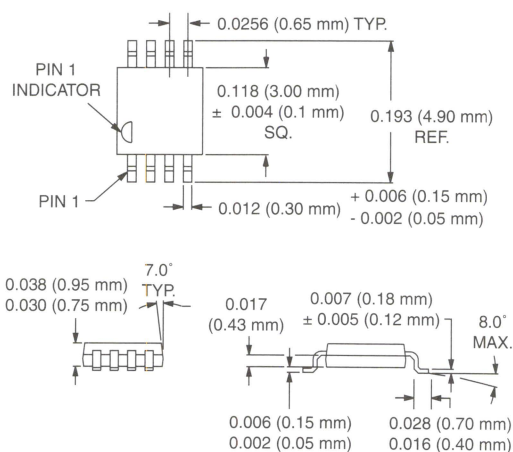 0.0256 (0.65 mm) TYP.
PIN 1
INDICATOR
0.118 (3.00 mm)
± 0.004 (0.1 mm)
SQ.
0.193 (4.90 mm)
REF.
PIN 1
0.012 (0.30 mm)
+ 0.006 (0.15 mm)
- 0.002 (0.05 mm)
0.038 (0.95 mm)
0.030 (0.75 mm)
7.0°
TYP.
0.017
(0.43 mm)
0.007 (0.18 mm)
± 0.005 (0.12 mm)
8.0°
MAX.
0.006 (0.15 mm)
0.002 (0.05 mm)
0.028 (0.70 mm)
0.016 (0.40 mm)